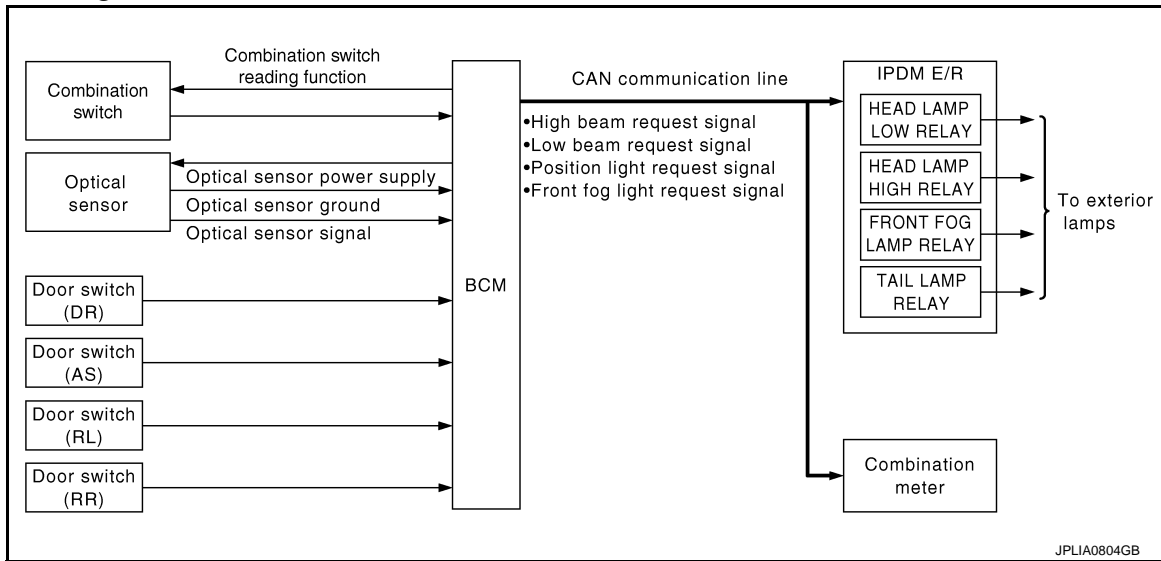 Combination switch
reading function
Combination
switch
Optical sensor power supply
Optical
sensor
Optical sensor ground
Optical sensor signal
Door switch
(DR)
Door switch
(AS)
Door switch
(RL)
Door switch
(RR)
BCM
CAN communication line
•High beam request signal
•Low beam request signal
•Position light request signal
•Front fog light request signal
IPDM E/R
HEAD LAMP
LOW RELAY
HEAD LAMP
HIGH RELAY
FRONT FOG
LAMP RELAY
TAIL LAMP
RELAY
To exterior
lamps
Combination
meter
JPLIA0804GB